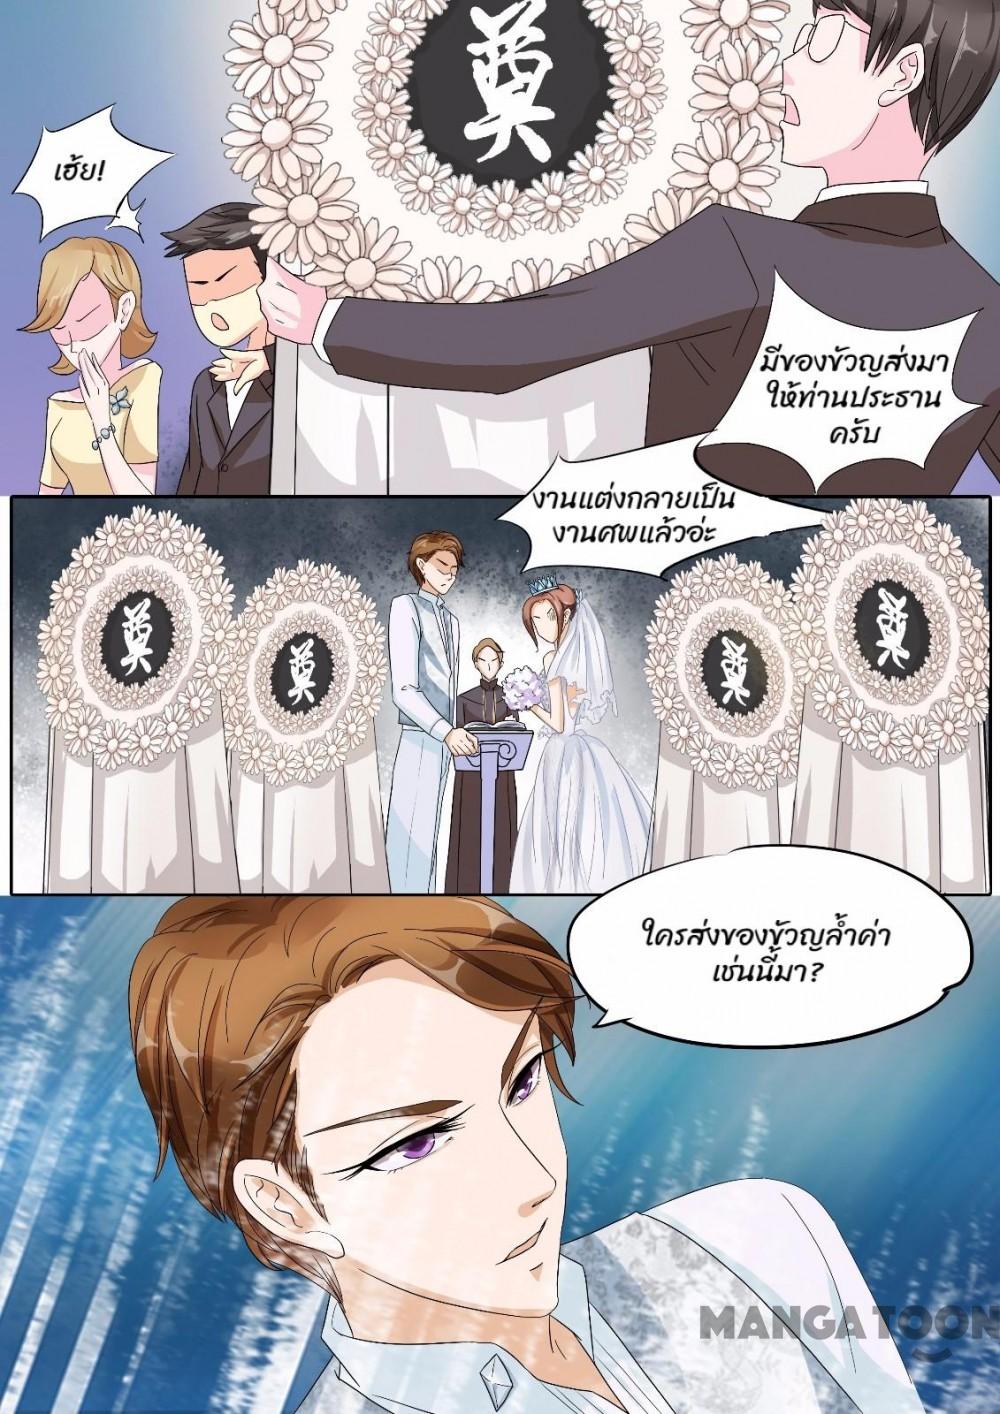 奠
เฮ้ย!
มีของขัวญส่งมา
ให้ท่านประธาน
ครับ
งานแต่งกลายเป็น
งานศพแล้วอ่ะ
奠
奠
奠
奠
ใครส่งของขัวญล้ำค่า
เช่นนี้มา?
MANGATOON